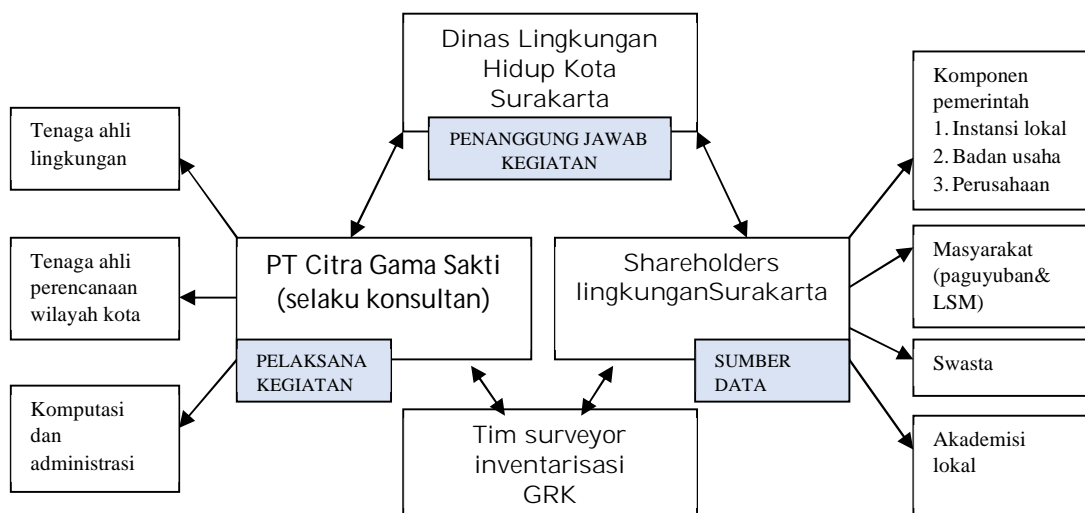 Dinas Lingkungan
Hidup Kota
Surakarta
PENANGGUNG JAWAB
KEGIATAN
Tenaga ahli
lingkungan
Tenaga ahli
perencanaan
wilayah kota
Komputasi
dan
administrasi
PT Citra Gama Sakti
(selaku konsultan)
PELAKSANA
KEGIATAN
Shareholders
lingkunganSurakarta
SUMBER
DATA
Tim surveyor
inventarisasi
GRK
Komponen
pemerintah
1. Instansi lokal
2. Badan usaha
3. Perusahaan
Masyarakat
(paguyuban&
LSM)
Swasta
Akademisi
lokal